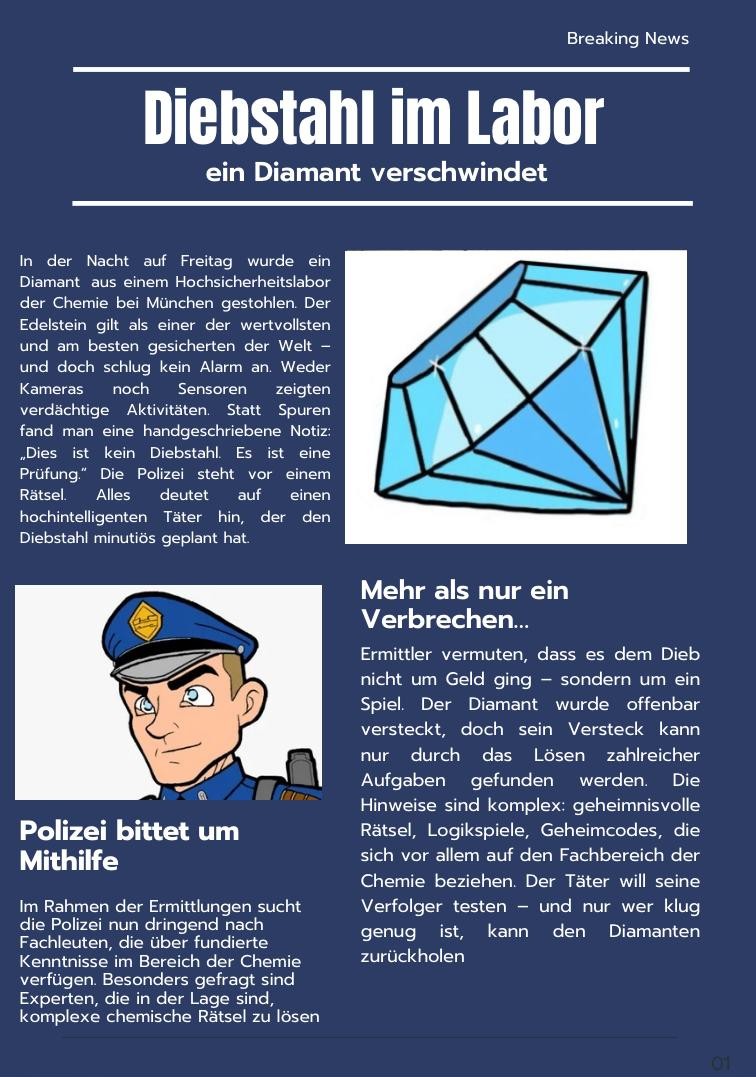 Breaking News
Diebstahl im Labor
ein Diamant verschwindet
In der Nacht auf Freitag wurde ein
Diamant aus einem Hochsicherheitslabor
der Chemie bei München gestohlen. Der
Edelstein gilt als einer der wertvollsten
und am besten gesicherten der Welt –
und doch schlug kein Alarm an. Weder
Kameras noch Sensoren zeigten
verdächtige Aktivitäten. Statt Spuren
fand man eine handgeschriebene Notiz:
„Dies ist kein Diebstahl. Es ist eine
Prüfung.“ Die Polizei steht vor einem
Rätsel. Alles deutet auf einen
hochintelligenten Täter hin, der den
Diebstahl minutiös geplant hat.
Polizei bittet um
Mithilfe
Im Rahmen der Ermittlungen sucht
die Polizei nun dringend nach
Fachleuten, die über fundierte
Kenntnisse im Bereich der Chemie
verfügen. Besonders gefragt sind
Experten, die in der Lage sind,
komplexe chemische Rätsel zu lösen
Mehr als nur ein
Verbrechen...
Ermittler vermuten, dass es dem Dieb
nicht um Geld ging – sondern um ein
Spiel. Der Diamant wurde offenbar
versteckt, doch sein Versteck kann
nur durch das Lösen zahlreicher
Aufgaben gefunden werden. Die
Hinweise sind komplex: geheimnisvolle
Rätsel, Logikspiele, Geheimcodes, die
sich vor allem auf den Fachbereich der
Chemie beziehen. Der Täter will seine
Verfolger testen – und nur wer klug
genug ist, kann den Diamanten
zurückholen
01